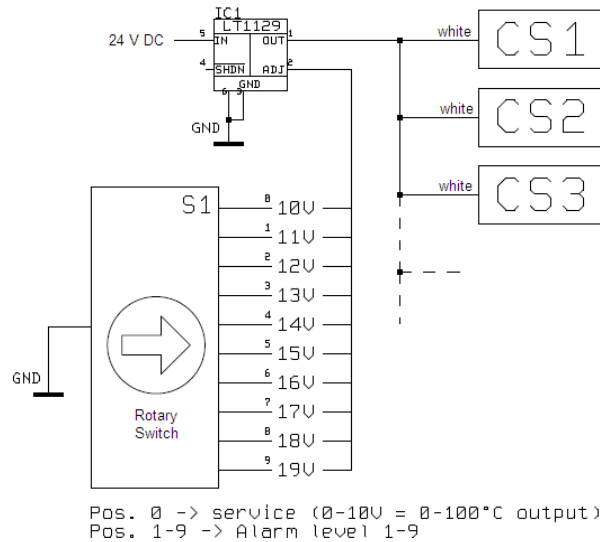 IC1
LT1129
24 V DC
5
IN
OUT
1
4
SHDN
ADJ
2
GND
6
3
GND
white
CS1
white
CS2
white
CS3
S1
0
10V
1
11V
2
12V
3
13V
4
14V
5
15V
6
16V
7
17V
8
18V
9
19V
GND
Rotary
Switch
Pos. 0 -> service (0-10V = 0-100°C output)
Pos. 1-9 -> Alarm level 1-9